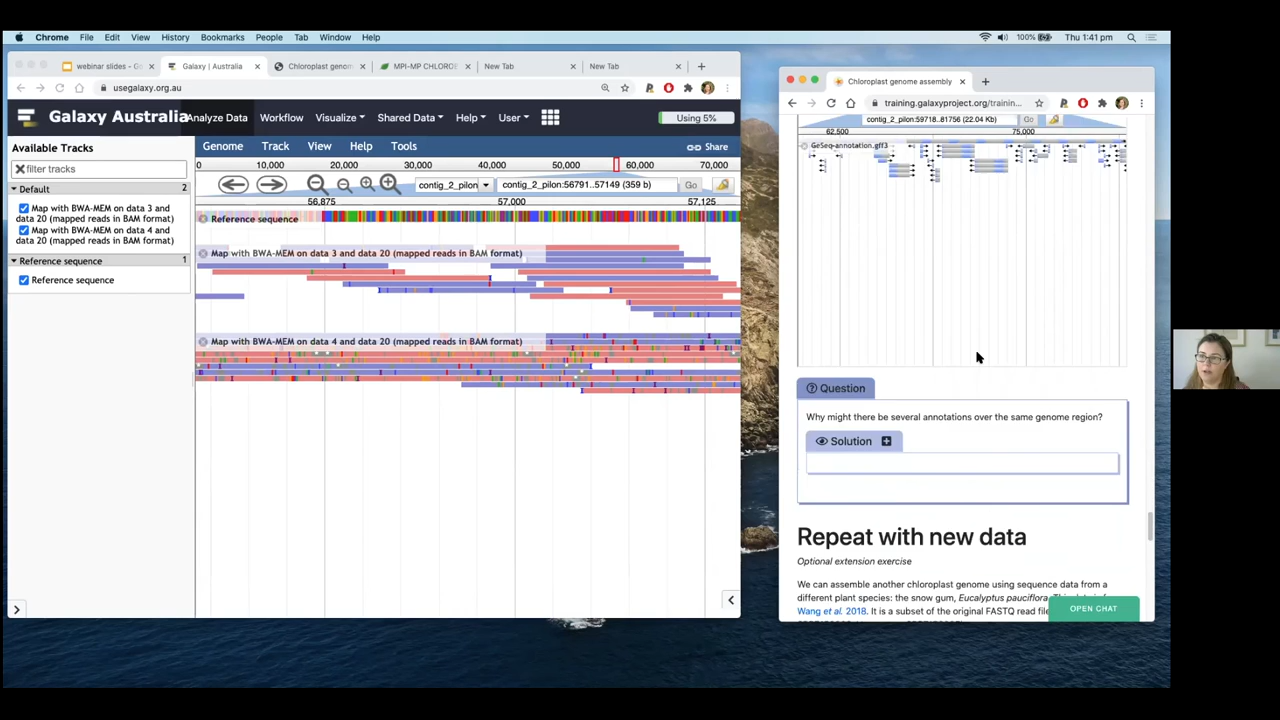 Chrome File Edit View History Bookmarks People Tab Window Help
100% Thu 1:41 pm
webinar slides - Go
Galaxy | Australia
Chloroplast genom
MPI-MP CHLORO
New Tab
New Tab
usegalaxy.org.au
Galaxy Australia
Analyze Data
Workflow
Visualize
Shared Data
Help
User
Using 5%
Available Tracks
filter tracks
Default 2
Map with BWA-MEM on data 3 and
data 20 (mapped reads in BAM format)
Map with BWA-MEM on data 4 and
data 20 (mapped reads in BAM format)
Reference sequence 1
Reference sequence
Genome Track View Help Tools
Share
0 10,000 20,000 30,000 40,000 50,000 60,000 70,000
contig_2_pilon
contig_2_pilon:56791..57149 (359 b)
Go
56,875 57,000 57,125
Reference sequence
Map with BWA-MEM on data 3 and data 20 (mapped reads in BAM format)
Map with BWA-MEM on data 4 and data 20 (mapped reads in BAM format)
Chloroplast genome assembly
training.galaxyproject.org/trainin...
contig_2_pilon:59718..81756 (22.04 Kb)
Go
62,500 75,000
GeSeq-annotation.gff3
Question
Why might there be several annotations over the same genome region?
Solution
Repeat with new data
Optional extension exercise
We can assemble another chloroplast genome using sequence data from a
different plant species: the snow gum, Eucalyptus pauciflora.
Wang et al. 2018. It is a subset of the original FASTQ read file
OPEN CHAT